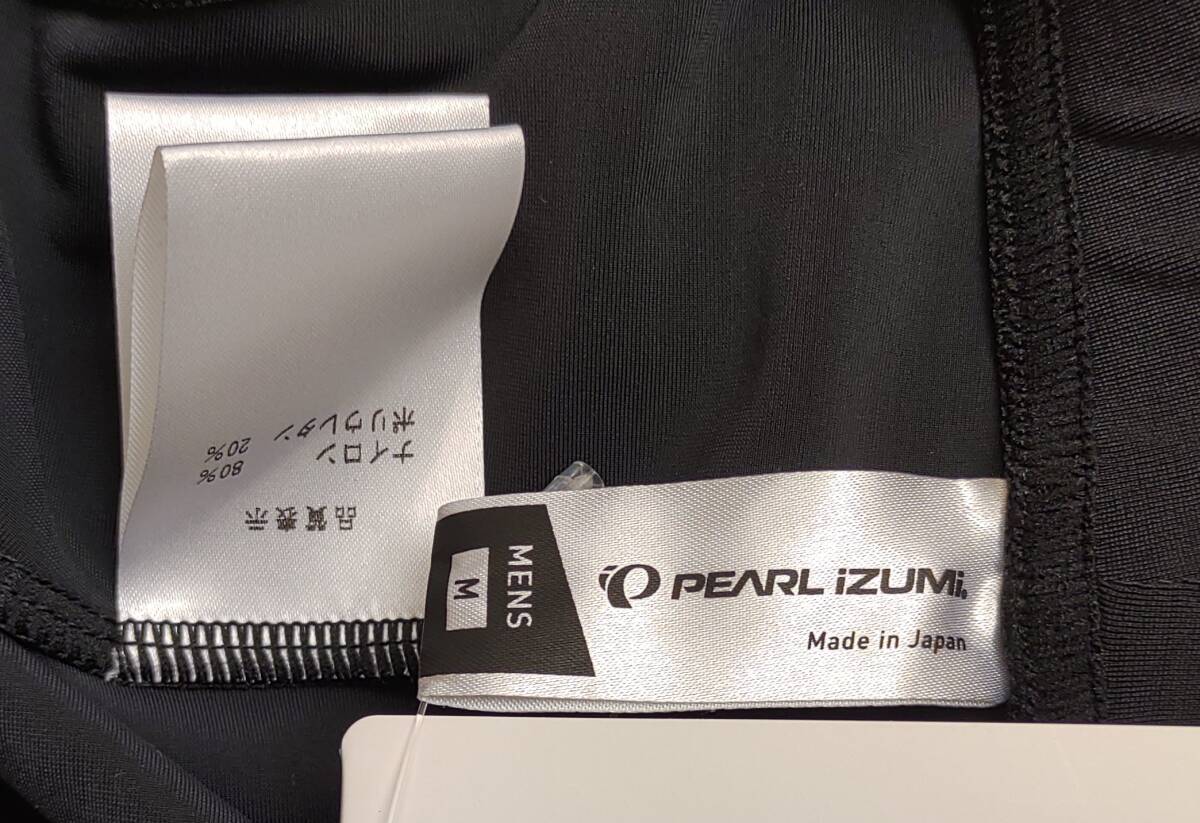 品質表示
ナイロン 80%
ポリウレタン 20%
MENS
M
PEARL iZUMi
Made in Japan